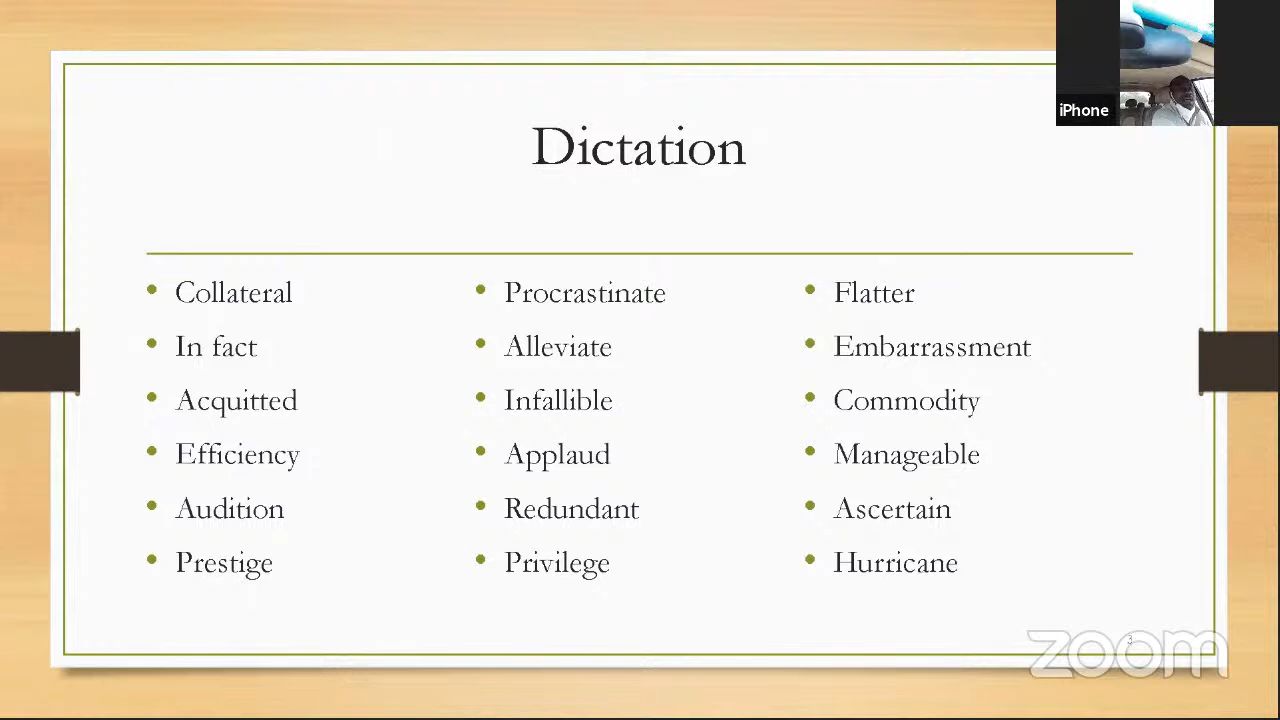 iPhone
Dictation
Collateral
In fact
Acquitted
Efficiency
Audition
Prestige
Procrastinate
Alleviate
Infallible
Applaud
Redundant
Privilege
Flatter
Embarrassment
Commodity
Manageable
Ascertain
Hurricane
3
zoom